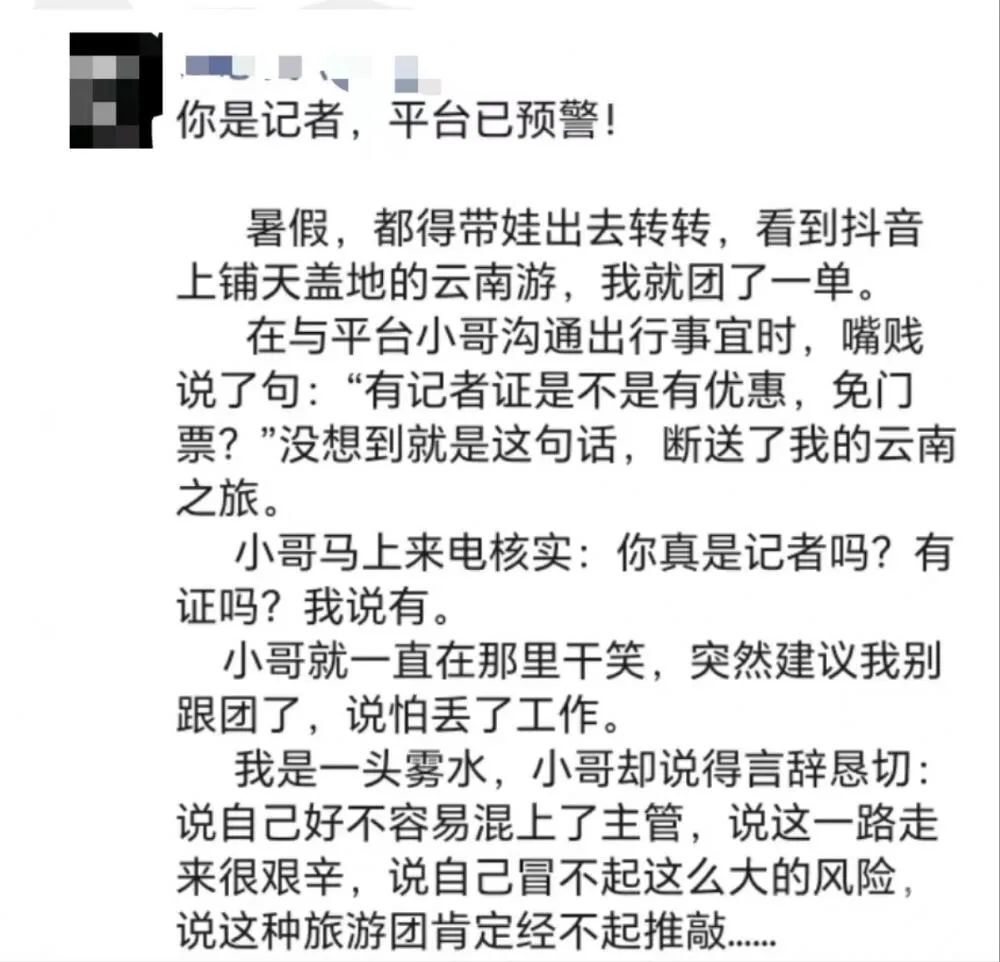 你是记者，平台已预警！
暑假，都得带娃出去转转，看到抖音
上铺天盖地的云南游，我就团了一单。
在与平台小哥沟通出行事宜时，嘴贱
说了句：“有记者证是不是有优惠，免门
票？”没想到就是这句话，断送了我的云南
之旅。
小哥马上来电核实：你真是记者吗？有
证吗？我说有。
小哥就一直在那里干笑，突然建议我别
跟团了，说怕丢了工作。
我是一头雾水，小哥却说得言辞恳切：
说自己好不容易混上了主管，说这一路走
来很艰辛，说自己冒不起这么大的风险，
说这种旅游团肯定经不起推敲......